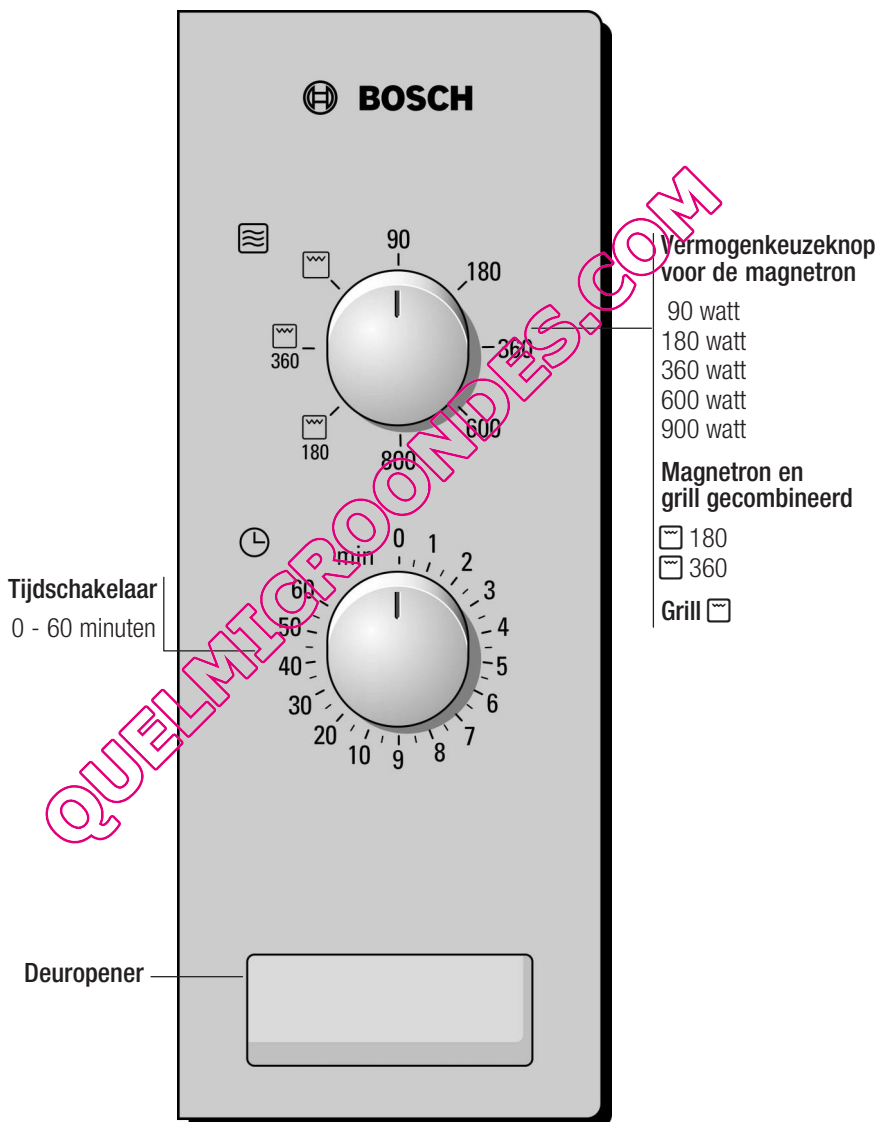 BOSCH
90
180
360
600
800
180
360
min
0
1
2
3
4
5
6
7
8
9
10
20
30
40
50
60
Vermogenkeuzeknop
voor de magnetron
90 watt
180 watt
360 watt
600 watt
900 watt
Magnetron en
grill gecombineerd
180
360
Grill
Tijdschakelaar
0 - 60 minuten
Deuropener
QUELMICROONDES.COM